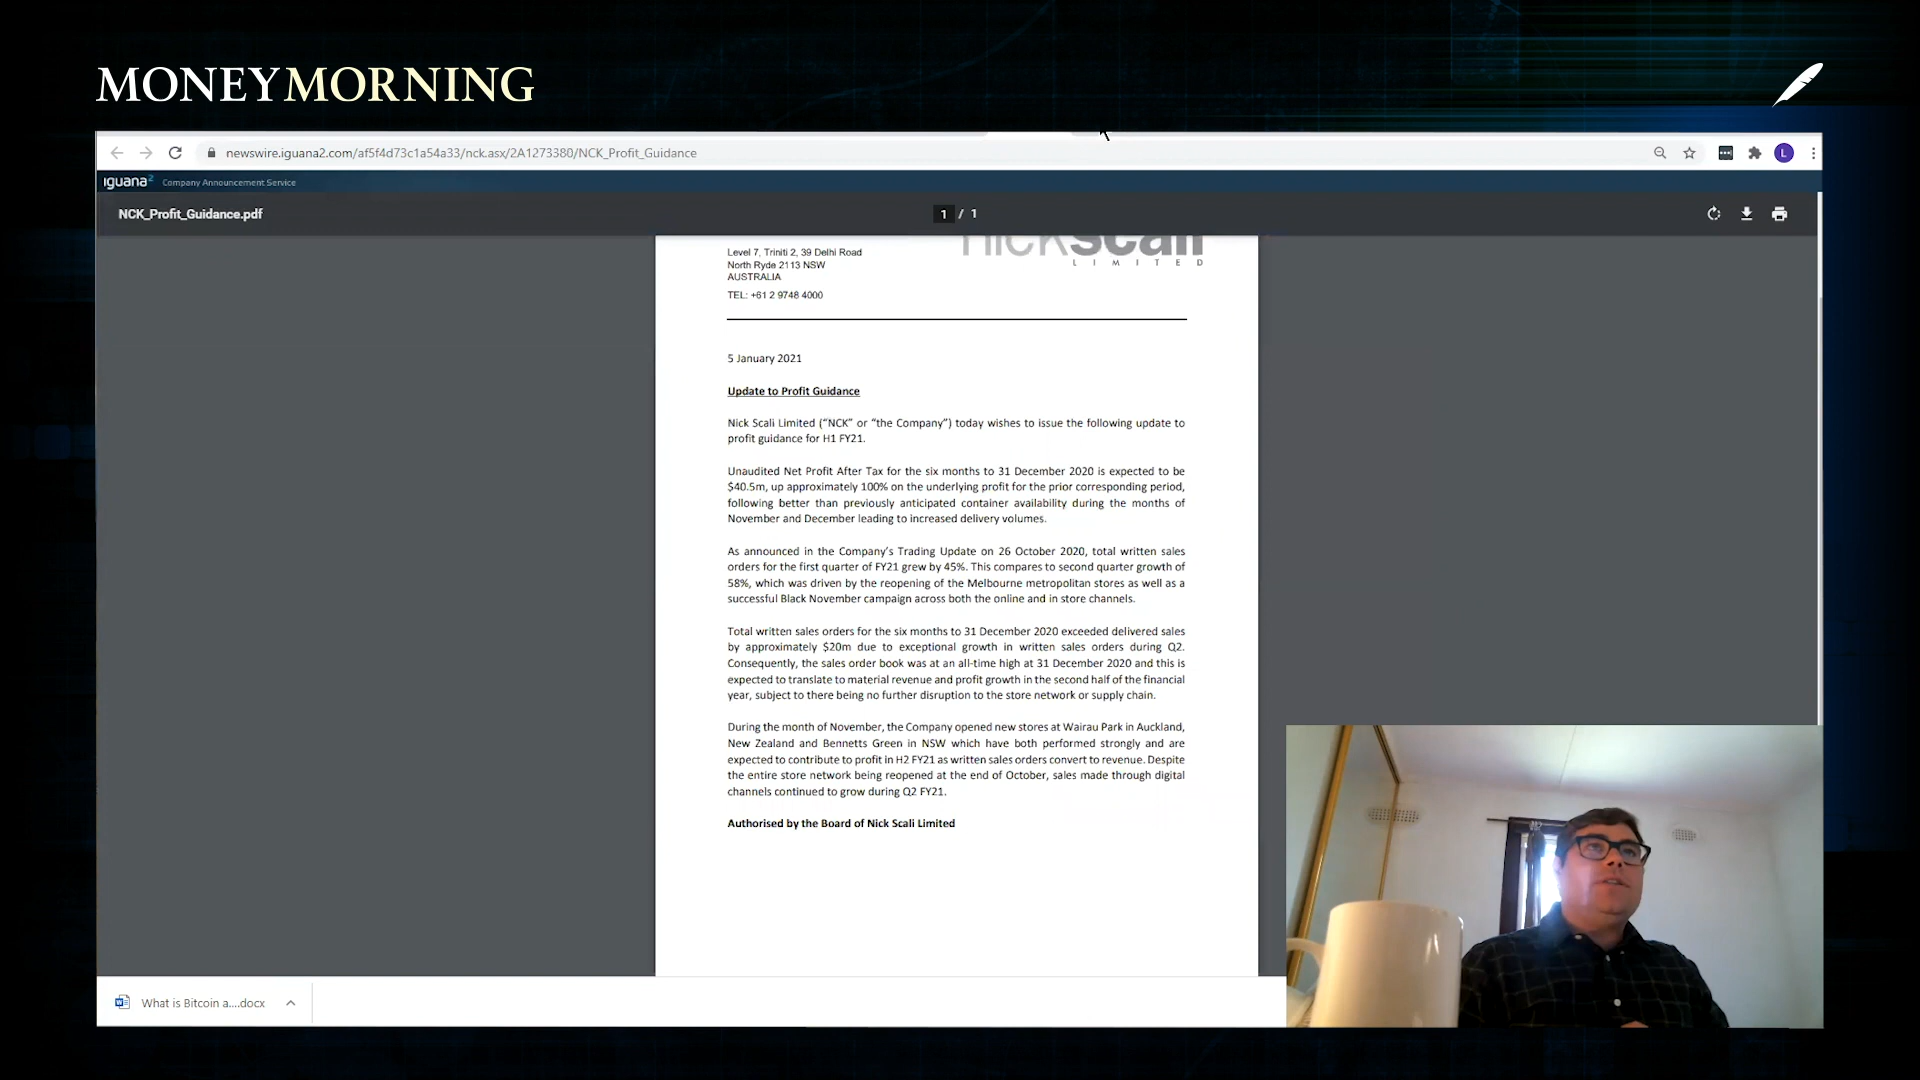 MONEYMORNING
newswire.iguana2.com/af5f4d73c1a54a33/nck.asx/2A1273380/NCK_Profit_Guidance
L
iguana2 Company Announcement Service
NCK_Profit_Guidance.pdf
1 / 1
nickscali
LIMITED
Level 7, Triniti 2, 39 Delhi Road
North Ryde 2113 NSW
AUSTRALIA
TEL: +61 2 9748 4000
5 January 2021
Update to Profit Guidance
Nick Scali Limited (“NCK” or “the Company”) today wishes to issue the following update to
profit guidance for H1 FY21.
Unaudited Net Profit After Tax for the six months to 31 December 2020 is expected to be
$40.5m, up approximately 100% on the underlying profit for the prior corresponding period,
following better than previously anticipated container availability during the months of
November and December leading to increased delivery volumes.
As announced in the Company’s Trading Update on 26 October 2020, total written sales
orders for the first quarter of FY21 grew by 45%. This compares to second quarter growth of
58%, which was driven by the reopening of the Melbourne metropolitan stores as well as a
successful Black November campaign across both the online and in store channels.
Total written sales orders for the six months to 31 December 2020 exceeded delivered sales
by approximately $20m due to exceptional growth in written sales orders during Q2.
Consequently, the sales order book was at an all-time high at 31 December 2020 and this is
expected to translate to material revenue and profit growth in the second half of the financial
year, subject to there being no further disruption to the store network or supply chain.
During the month of November, the Company opened new stores at Wairau Park in Auckland,
New Zealand and Bennetts Green in NSW which have both performed strongly and are
expected to contribute to profit in H2 FY21 as written sales orders convert to revenue. Despite
the entire store network being reopened at the end of October, sales made through digital
channels continued to grow during Q2 FY21.
Authorised by the Board of Nick Scali Limited
What is Bitcoin a....docx